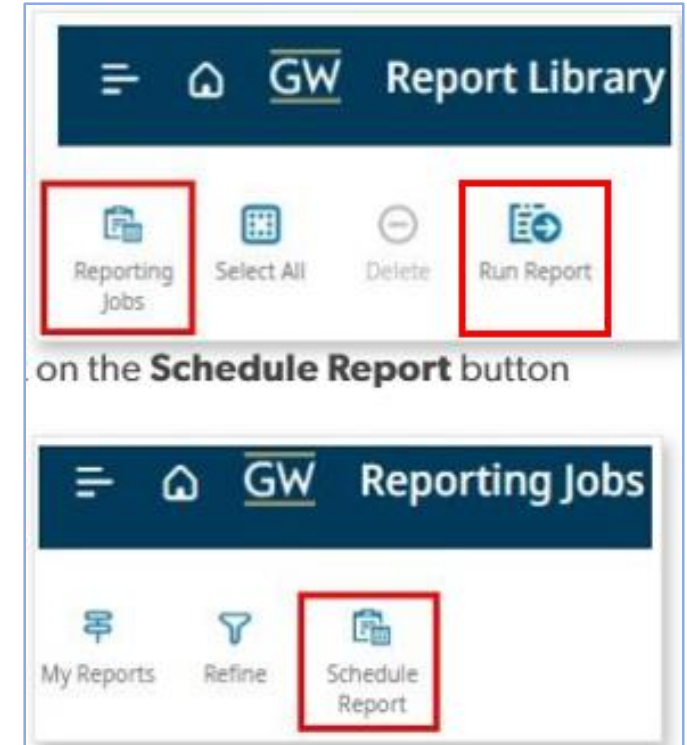 GW Report Library
Reporting Select All Delete Run Report
Jobs
on the Schedule Report button
GW Reporting Jobs
My Reports Refine Schedule
Report